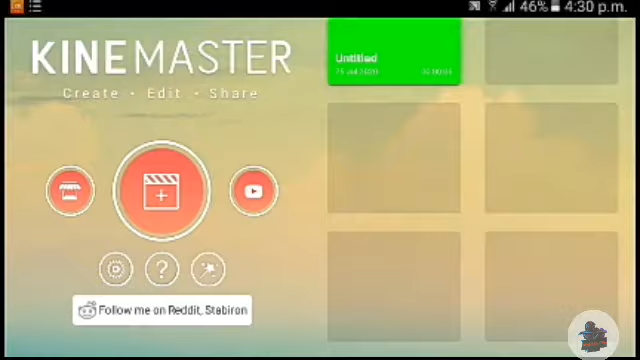 46% 4:30 p.m.
KINEMASTER
Create • Edit • Share
Untitled
Follow me on Reddit, Stabiron